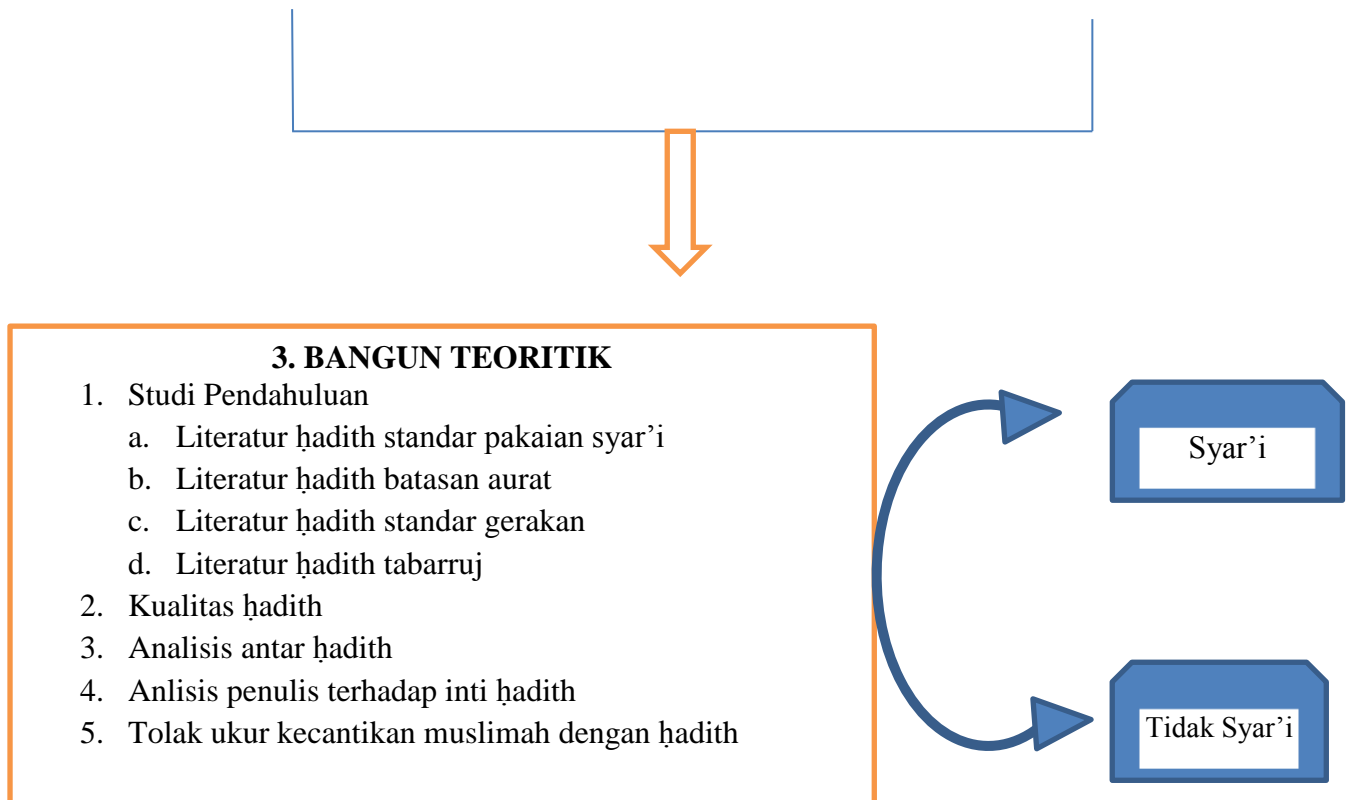 3. BANGUN TEORITIK
1. Studi Pendahuluan
a. Literatur ḥadith standar pakaian syar’i
b. Literatur ḥadith batasan aurat
c. Literatur ḥadith standar gerakan
d. Literatur ḥadith tabarruj
2. Kualitas ḥadith
3. Analisis antar ḥadith
4. Anlisis penulis terhadap inti ḥadith
5. Tolak ukur kecantikan muslimah dengan ḥadith
Syar’i
Tidak Syar’i